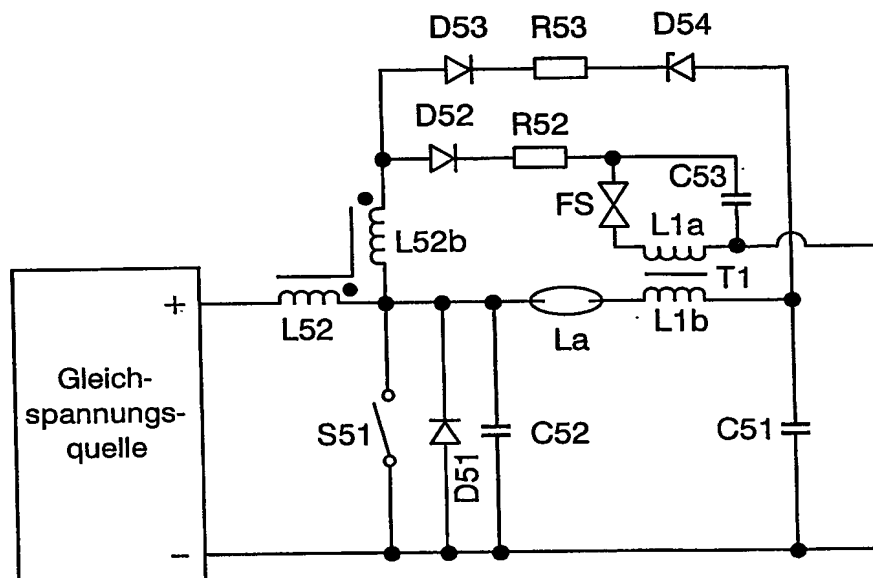 D53 R53 D54
D52 R52
C53
FS
L1a
L52b
T1
+
L52
La
L1b
Gleich-
spannungs-
quelle
S51
D51
C52
C51
−